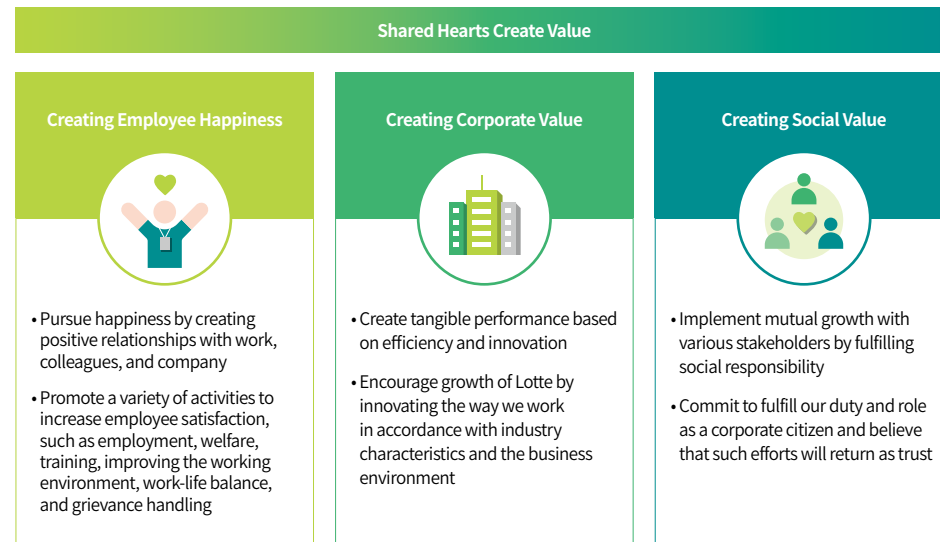 Shared Hearts Create Value
Creating Employee Happiness
• Pursue happiness by creating
positive relationships with work,
colleagues, and company
• Promote a variety of activities to
increase employee satisfaction,
such as employment, welfare,
training, improving the working
environment, work-life balance,
and grievance handling
Creating Corporate Value
• Create tangible performance based
on efficiency and innovation
• Encourage growth of Lotte by
innovating the way we work
in accordance with industry
characteristics and the business
environment
Creating Social Value
• Implement mutual growth with
various stakeholders by fulfilling
social responsibility
• Commit to fulfill our duty and role
as a corporate citizen and believe
that such efforts will return as trust